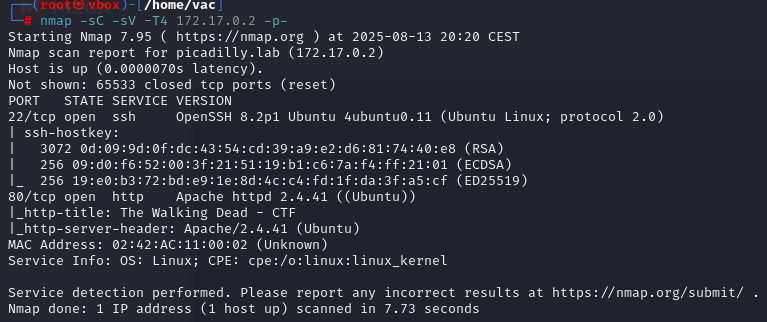 ┌──(root㉿vbox)-[/home/vac]
└─# nmap -sC -sV -T4 172.17.0.2 -p-
Starting Nmap 7.95 ( https://nmap.org ) at 2025-08-13 20:20 CEST
Nmap scan report for picadilly.lab (172.17.0.2)
Host is up (0.0000070s latency).
Not shown: 65533 closed tcp ports (reset)
PORT   STATE SERVICE VERSION
22/tcp open  ssh     OpenSSH 8.2p1 Ubuntu 4ubuntu0.11 (Ubuntu Linux; protocol 2.0)
| ssh-hostkey:
|   3072 0d:09:9d:0f:dc:43:54:cd:39:a9:e2:d6:81:74:40:e8 (RSA)
|   256 09:d0:f6:52:00:3f:21:51:19:b1:c6:7a:f4:ff:21:01 (ECDSA)
|_  256 19:e0:b3:72:bd:e9:1e:8d:4c:c4:fd:1f:da:3f:a5:cf (ED25519)
80/tcp open  http    Apache httpd 2.4.41 ((Ubuntu))
|_http-title: The Walking Dead - CTF
|_http-server-header: Apache/2.4.41 (Ubuntu)
MAC Address: 02:42:AC:11:00:02 (Unknown)
Service Info: OS: Linux; CPE: cpe:/o:linux:linux_kernel

Service detection performed. Please report any incorrect results at https://nmap.org/submit/ .
Nmap done: 1 IP address (1 host up) scanned in 7.73 seconds